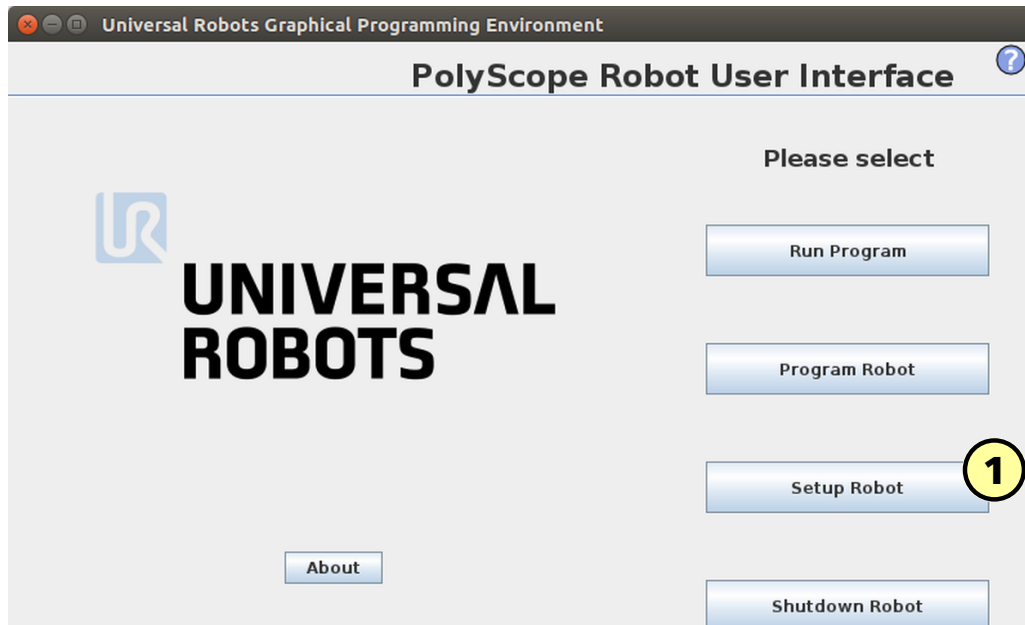 Universal Robots Graphical Programming Environment
PolyScope Robot User Interface
?
Please select
UR
UNIVERSAL
ROBOTS
Run Program
Program Robot
Setup Robot
1
About
Shutdown Robot